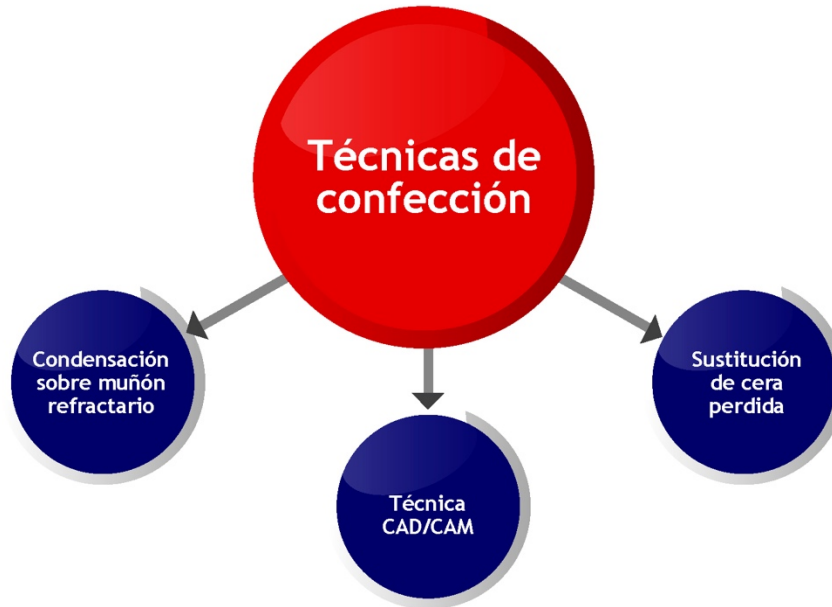 Técnicas de
confección
Condensación
sobre muñón
refractario
Técnica
CAD/CAM
Sustitución
de cera
perdida